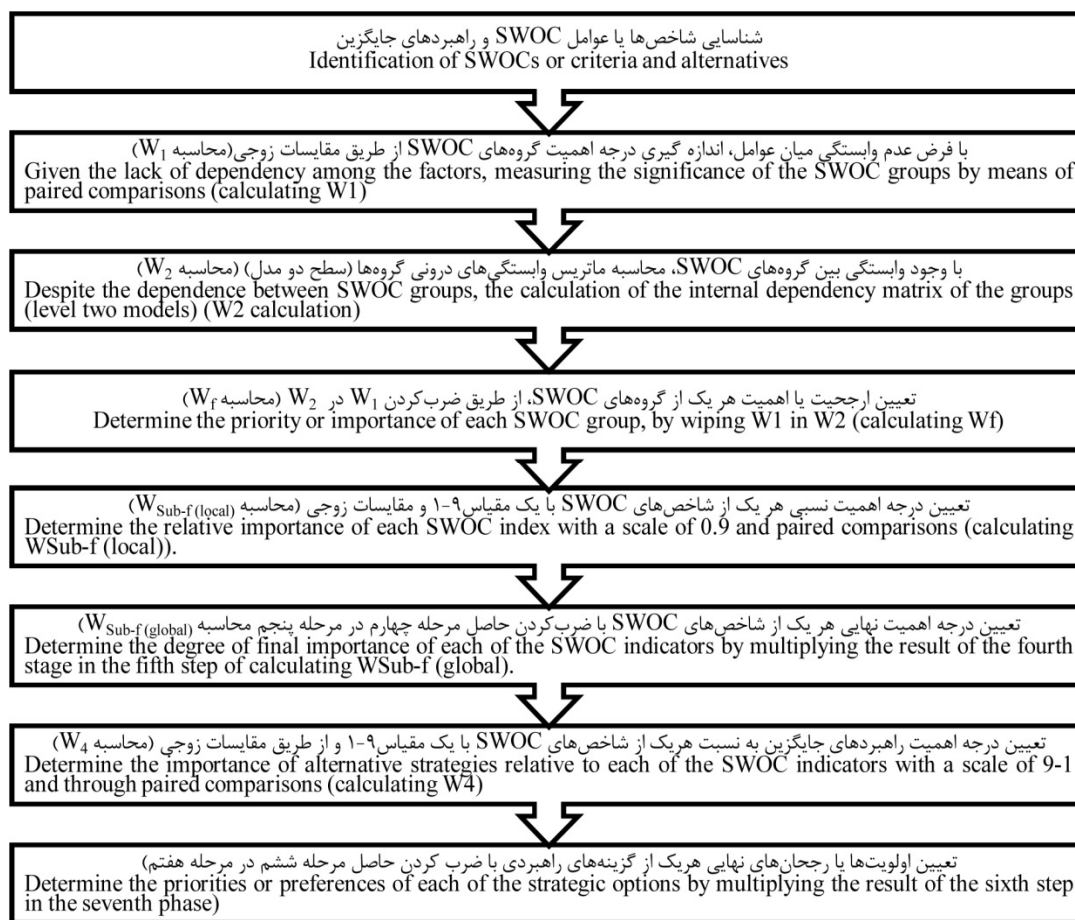 شناسایی شاخص‌ها یا عوامل SWOC و راهبردهای جایگزین
Identification of SWOCs or criteria and alternatives
با فرض عدم وابستگی میان عوامل، اندازه گیری درجه اهمیت گروه‌های SWOC از طریق مقایسات زوجی(محاسبه W1)
Given the lack of dependency among the factors, measuring the significance of the SWOC groups by means of
paired comparisons (calculating W1)
با وجود وابستگی بین گروه‌های SWOC، محاسبه ماتریس وابستگی‌های درونی گروه‌ها (سطح دو مدل) (محاسبه W2)
Despite the dependence between SWOC groups, the calculation of the internal dependency matrix of the groups
(level two models) (W2 calculation)
تعیین ارجحیت یا اهمیت هر یک از گروه‌های SWOC، از طریق ضرب‌کردن W1 در W2 (محاسبه Wf)
Determine the priority or importance of each SWOC group, by wiping W1 in W2 (calculating Wf)
تعیین درجه اهمیت نسبی هر یک از شاخص‌های SWOC با یک مقیاس۹-۱ و مقایسات زوجی (محاسبه WSub-f (local))
Determine the relative importance of each SWOC index with a scale of 0.9 and paired comparisons (calculating
WSub-f (local)).
تعیین درجه اهمیت نهایی هر یک از شاخص‌های SWOC با ضرب‌کردن حاصل مرحله چهارم در مرحله پنجم محاسبه WSub-f (global))
Determine the degree of final importance of each of the SWOC indicators by multiplying the result of the fourth
stage in the fifth step of calculating WSub-f (global).
تعیین درجه اهمیت راهبردهای جایگزین به نسبت هریک از شاخص‌های SWOC با یک مقیاس۹-۱ و از طریق مقایسات زوجی (محاسبه W4)
Determine the importance of alternative strategies relative to each of the SWOC indicators with a scale of 9-1
and through paired comparisons (calculating W4)
تعیین اولویت‌ها یا رجحان‌های نهایی هریک از گزینه‌های راهبردی با ضرب کردن حاصل مرحله ششم در مرحله هفتم)
Determine the priorities or preferences of each of the strategic options by multiplying the result of the sixth step
in the seventh phase)